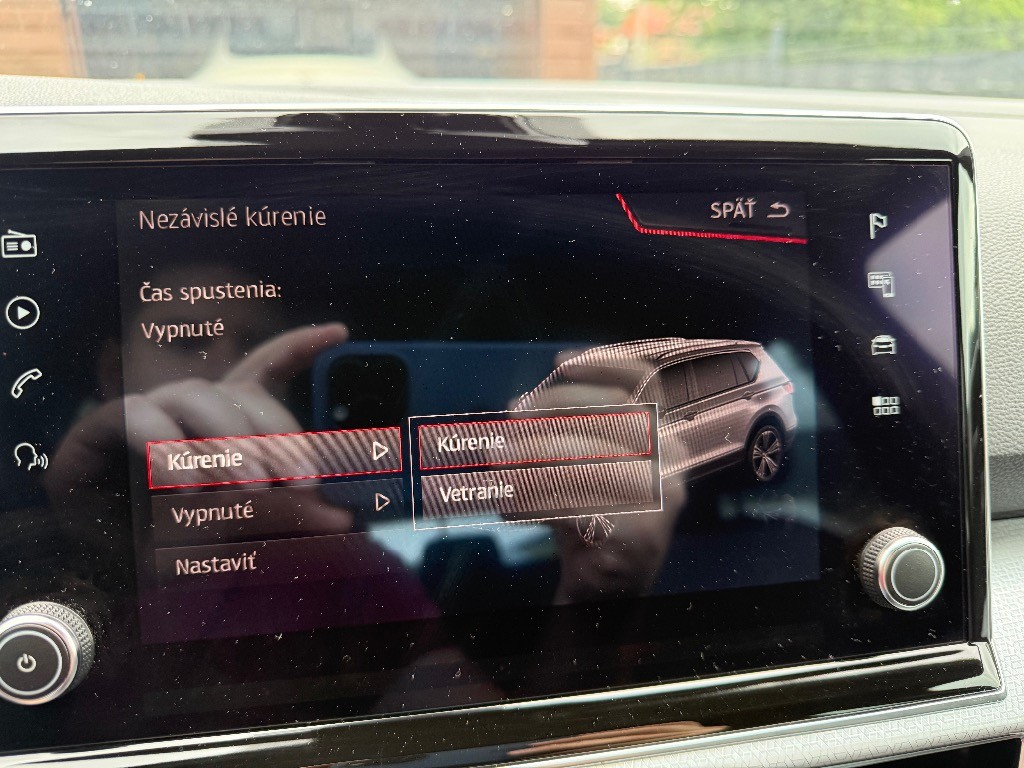 Nezávislé kúrenie
SPÄŤ
Čas spustenia:
Vypnuté
Kúrenie
Kúrenie
Vetranie
Vypnuté
Nastaviť